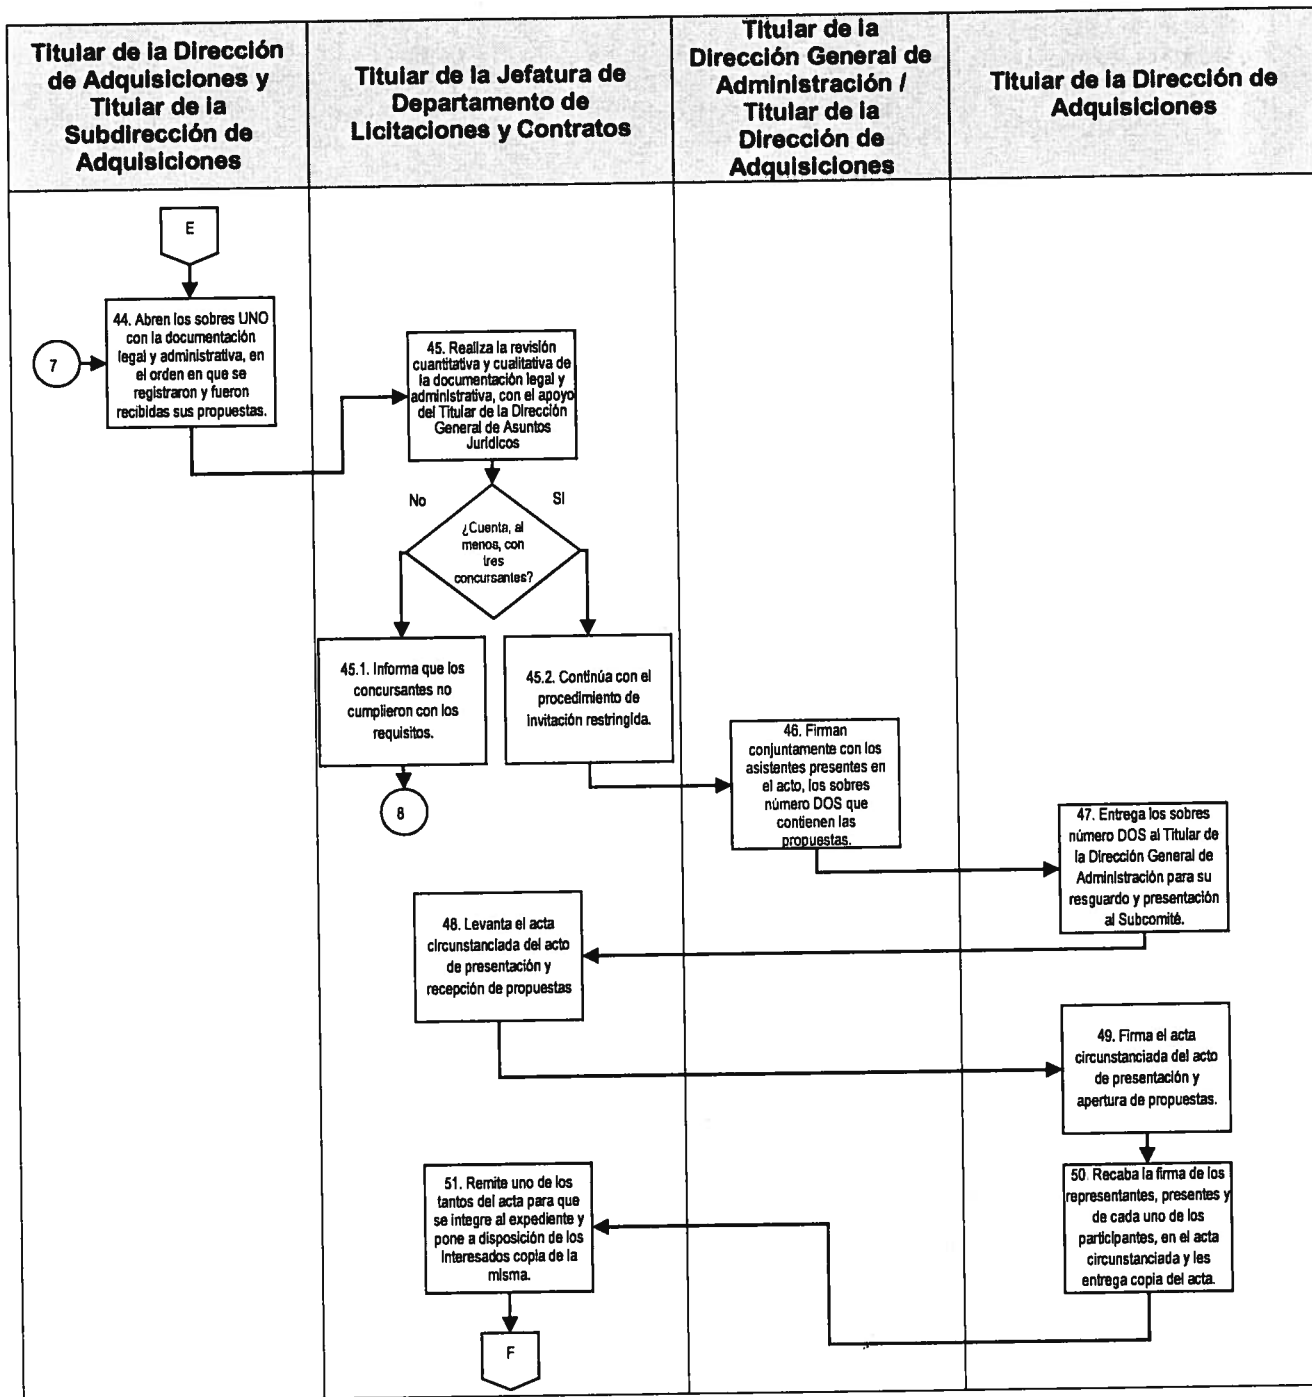 Titular de la Dirección
de Adquisiciones y
Titular de la
Subdirección de
Adquisiciones
Titular de la Jefatura de
Departamento de
Licitaciones y Contratos
Titular de la
Dirección General de
Administración /
Titular de la
Dirección de
Adquisiciones
Titular de la Dirección de
Adquisiciones
E
44. Abren los sobres UNO
con la documentación
legal y administrativa, en
el orden en que se
registraron y fueron
recibidas sus propuestas.
7
45. Realiza la revisión
cuantitativa y cualitativa de
la documentación legal y
administrativa, con el apoyo
del Titular de la Dirección
General de Asuntos
Jurídicos
No
SI
¿Cuenta, al
menos, con
tres
concursantes?
45.1. Informa que los
concursantes no
cumplieron con los
requisitos.
45.2. Continúa con el
procedimiento de
invitación restringida.
8
46. Firman
conjuntamente con los
asistentes presentes en
el acto, los sobres
número DOS que
contienen las
propuestas.
47. Entrega los sobres
número DOS al Titular de
la Dirección General de
Administración para su
resguardo y presentación
al Subcomité.
48. Levanta el acta
circunstanciada del acto
de presentación y
recepción de propuestas
49. Firma el acta
circunstanciada del acto
de presentación y
apertura de propuestas.
50. Recaba la firma de los
representantes, presentes y
de cada uno de los
participantes, en el acta
circunstanciada y les
entrega copia del acta.
51. Remite uno de los
tantos del acta para que
se integre al expediente y
pone a disposición de los
interesados copia de la
misma.
F